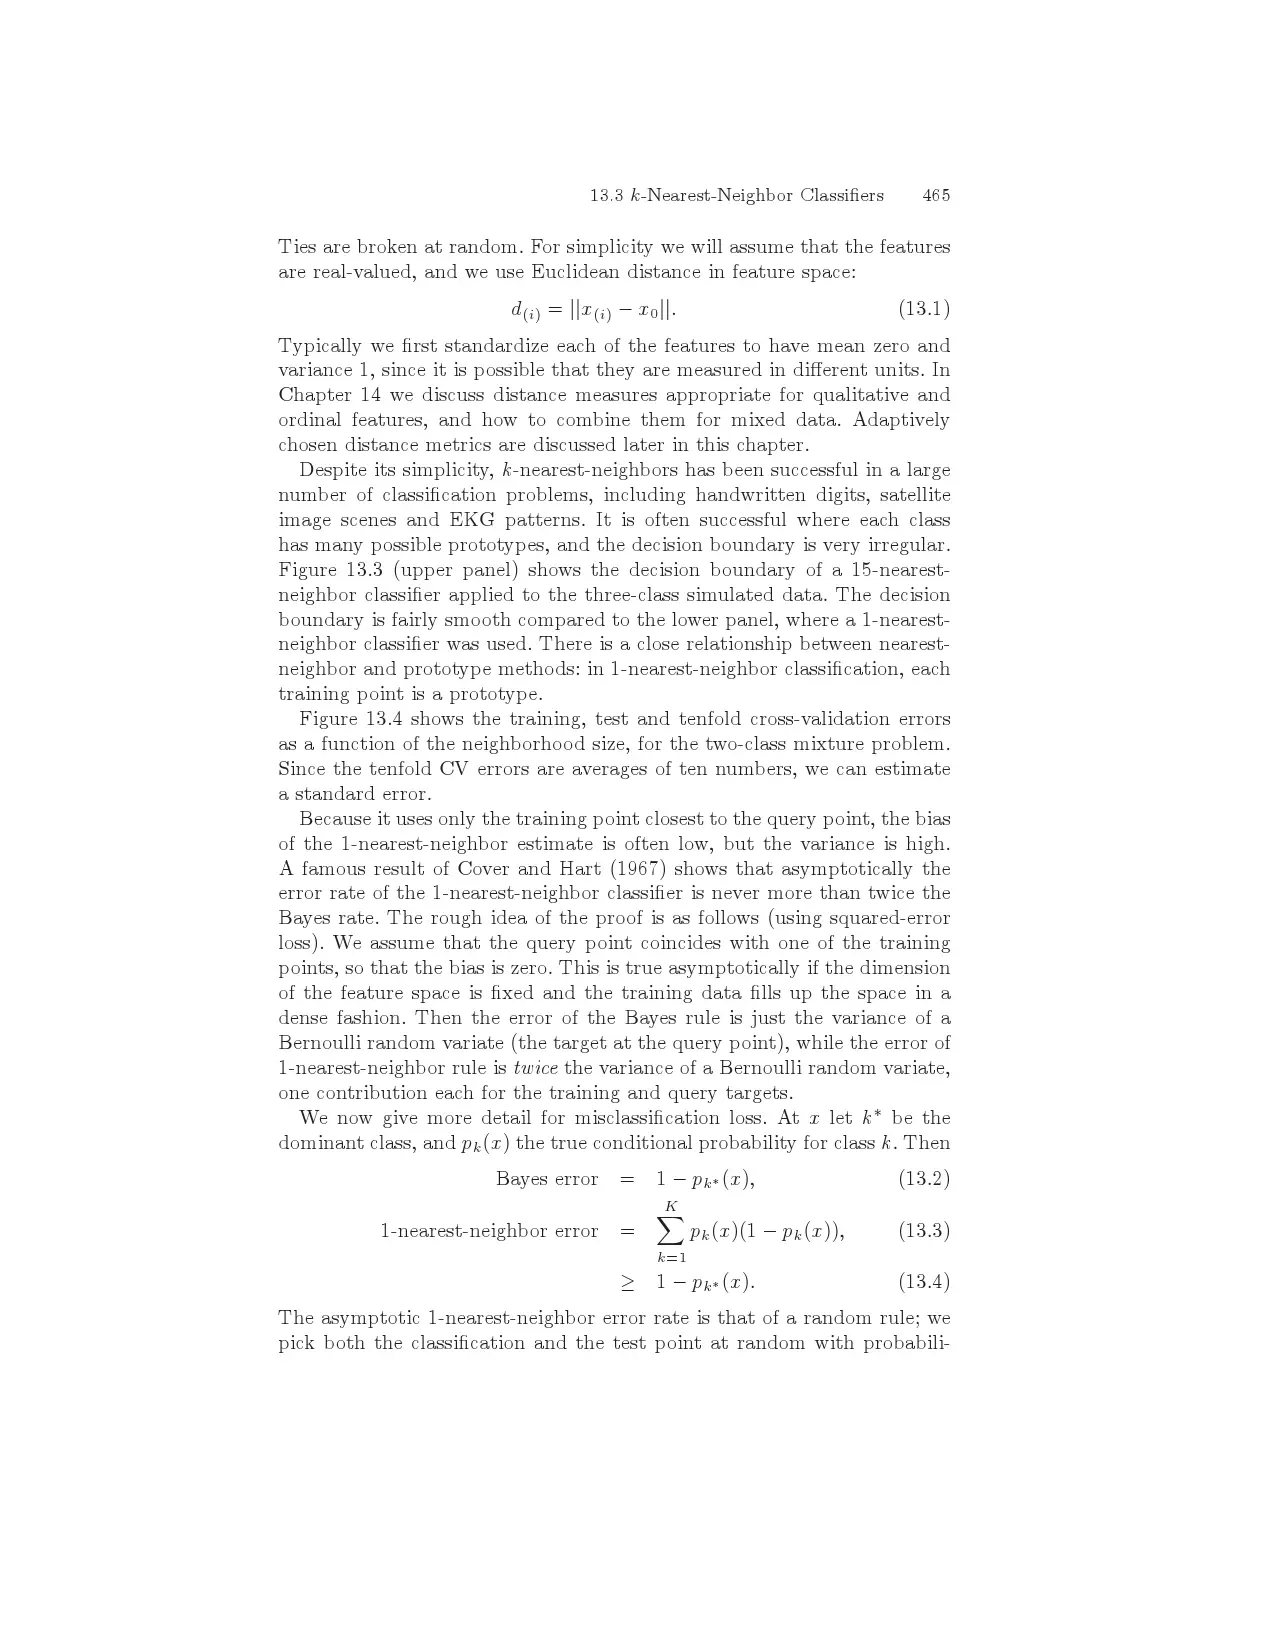 13.3 k-Nearest-Neighbor Classifiers 465
Ties are broken at random. For simplicity we will assume that the features
are real-valued, and we use Euclidean distance in feature space:
d(i) = ||x(i) − x0||. (13.1)
Typically we first standardize each of the features to have mean zero and
variance 1, since it is possible that they are measured in different units. In
Chapter 14 we discuss distance measures appropriate for qualitative and
ordinal features, and how to combine them for mixed data. Adaptively
chosen distance metrics are discussed later in this chapter.
Despite its simplicity, k-nearest-neighbors has been successful in a large
number of classification problems, including handwritten digits, satellite
image scenes and EKG patterns. It is often successful where each class
has many possible prototypes, and the decision boundary is very irregular.
Figure 13.3 (upper panel) shows the decision boundary of a 15-nearest-
neighbor classifier applied to the three-class simulated data. The decision
boundary is fairly smooth compared to the lower panel, where a 1-nearest-
neighbor classifier was used. There is a close relationship between nearest-
neighbor and prototype methods: in 1-nearest-neighbor classification, each
training point is a prototype.
Figure 13.4 shows the training, test and tenfold cross-validation errors
as a function of the neighborhood size, for the two-class mixture problem.
Since the tenfold CV errors are averages of ten numbers, we can estimate
a standard error.
Because it uses only the training point closest to the query point, the bias
of the 1-nearest-neighbor estimate is often low, but the variance is high.
A famous result of Cover and Hart (1967) shows that asymptotically the
error rate of the 1-nearest-neighbor classifier is never more than twice the
Bayes rate. The rough idea of the proof is as follows (using squared-error
loss). We assume that the query point coincides with one of the training
points, so that the bias is zero. This is true asymptotically if the dimension
of the feature space is fixed and the training data fills up the space in a
dense fashion. Then the error of the Bayes rule is just the variance of a
Bernoulli random variate (the target at the query point), while the error of
1-nearest-neighbor rule is twice the variance of a Bernoulli random variate,
one contribution each for the training and query targets.
We now give more detail for misclassification loss. At x let k* be the
dominant class, and pk(x) the true conditional probability for class k. Then
Bayes error = 1 − pk*(x), (13.2)
1-nearest-neighbor error = ∑_{k=1}^{K} pk(x)(1 − pk(x)), (13.3)
≥ 1 − pk*(x). (13.4)
The asymptotic 1-nearest-neighbor error rate is that of a random rule; we
pick both the classification and the test point at random with probabili-